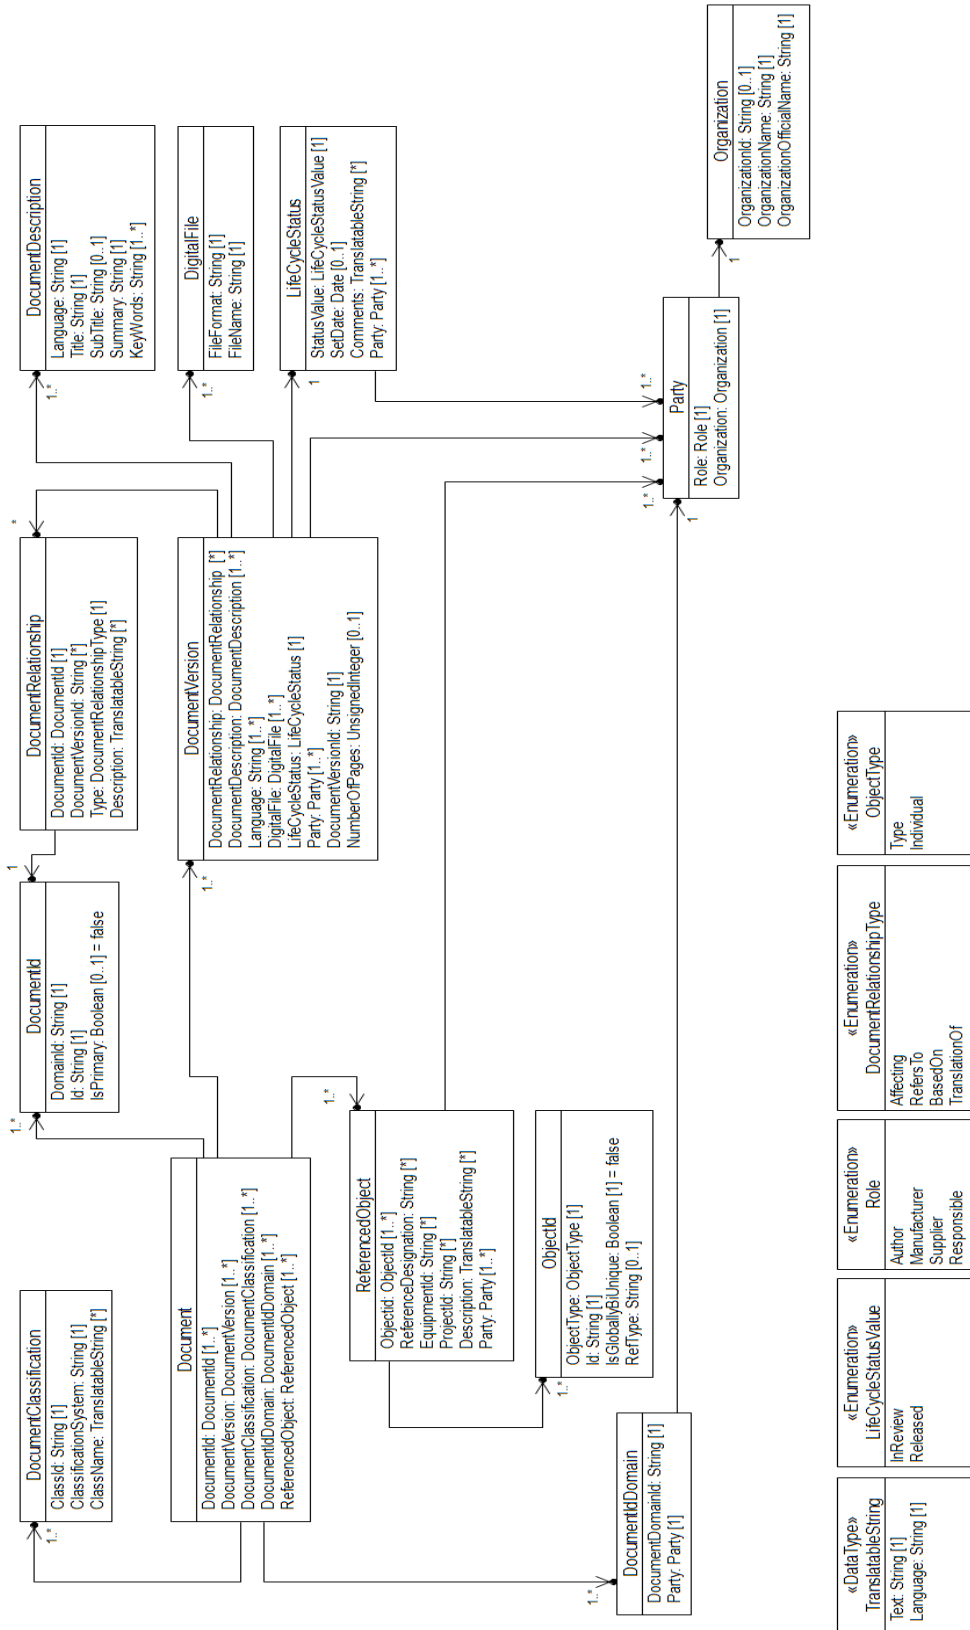 DocumentClassification
ClassId: String [1]
ClassificationSystem: String [1]
ClassName: TranslatableString [*]
1..*
DocumentId
DomainId: String [1]
Id: String [1]
IsPrimary: Boolean [0..1] = false
1..*
1
DocumentRelationship
DocumentId: DocumentId [1]
DocumentVersionId: String [*]
Type: DocumentRelationshipType [1]
Description: TranslatableString [*]
*
DocumentDescription
Language: String [1]
Title: String [1]
SubTitle: String [0..1]
Summary: String [1]
KeyWords: String [1..*]
1..*
Document
DocumentId: DocumentId [1..*]
DocumentVersion: DocumentVersion [1..*]
DocumentClassification: DocumentClassification [1..*]
DocumentIdDomain: DocumentIdDomain [1..*]
ReferencedObject: ReferencedObject [1..*]
DocumentVersion
DocumentRelationship: DocumentRelationship [*]
DocumentDescription: DocumentDescription [1..*]
Language: String [1..*]
DigitalFile: DigitalFile [1..*]
LifeCycleStatus: LifeCycleStatus [1]
Party: Party [1..*]
DocumentVersionId: String [1]
NumberOfPages: UnsignedInteger [0..1]
1..*
DigitalFile
FileFormat: String [1]
FileName: String [1]
1..*
LifeCycleStatus
StatusValue: LifeCycleStatusValue [1]
SetDate: Date [0..1]
Comments: TranslatableString [*]
Party: Party [1..*]
1
ReferencedObject
ObjectId: ObjectId [1..*]
ReferenceDesignation: String [*]
EquipmentId: String [*]
ProjectId: String [*]
Description: TranslatableString [*]
Party: Party [1..*]
1..*
ObjectId
ObjectType: ObjectType [1]
Id: String [1]
IsGloballyBiUnique: Boolean [1] = false
RefType: String [0..1]
1..*
DocumentIdDomain
DocumentDomainId: String [1]
Party: Party [1]
1..*
Party
Role: Role [1]
Organization: Organization [1]
1..*
1..*
1..*
1
Organization
OrganizationId: String [0..1]
OrganizationName: String [1]
OrganizationOfficialName: String [1]
1
«DataType»
TranslatableString
Text: String [1]
Language: String [1]
«Enumeration»
LifeCycleStatusValue
InReview
Released
«Enumeration»
Role
Author
Manufacturer
Supplier
Responsible
«Enumeration»
DocumentRelationshipType
Affecting
RefersTo
BasedOn
TranslationOf
«Enumeration»
ObjectType
Type
Individual